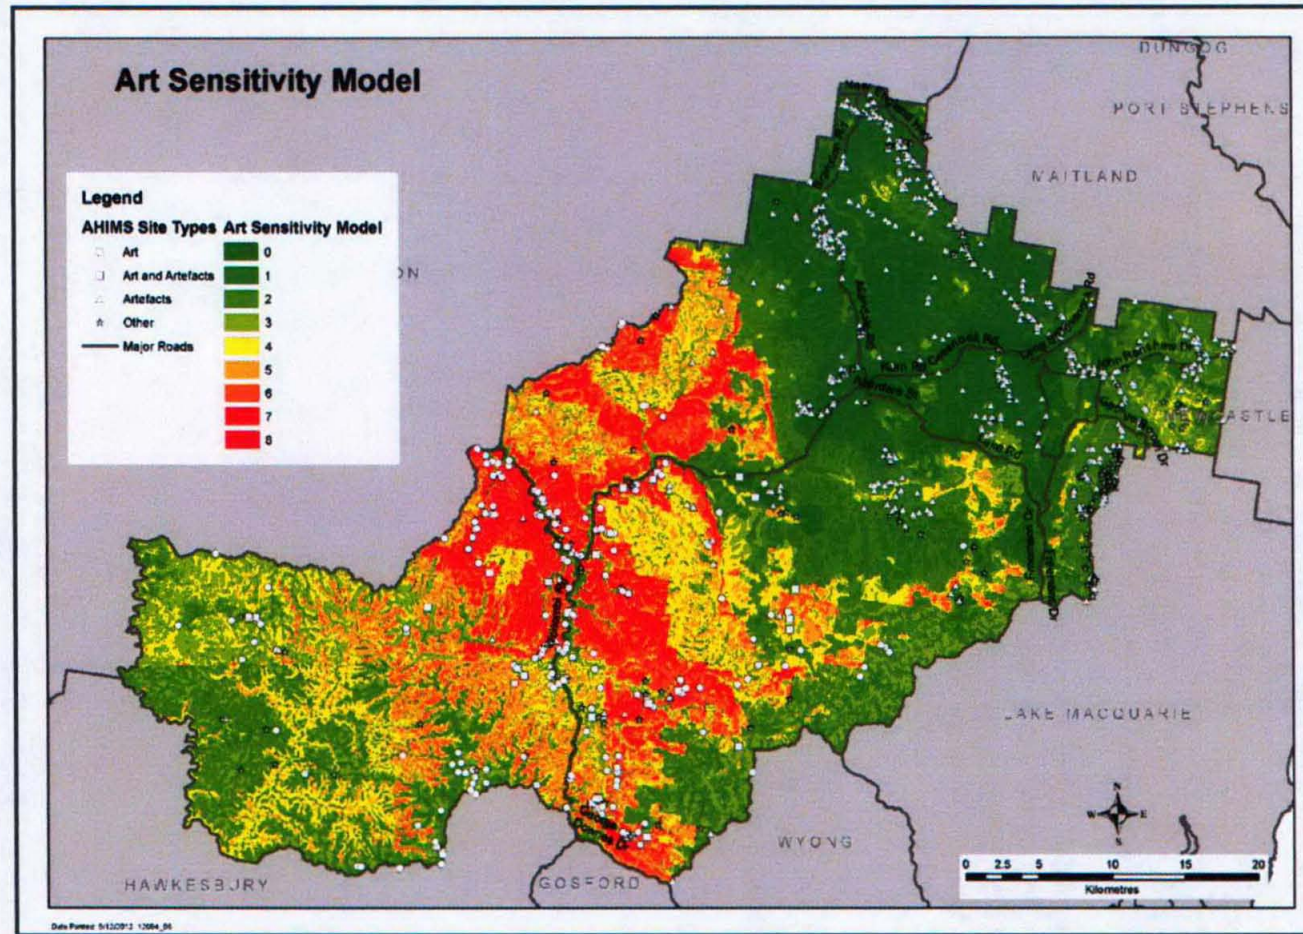 Art Sensitivity Model
DUNGOG
PORT STEPHENS
MAITLAND
Legend
AHIMS Site Types Art Sensitivity Model
Art
Art and Artefacts
Artefacts
Other
Major Roads
0
1
2
3
4
5
6
7
8
ON
NEWCASTLE
LAKE MACQUARIE
WYONG
GOSFORD
HAWKESBURY
N
W E
S
0 2.5 5 10 15 20
Kilometres